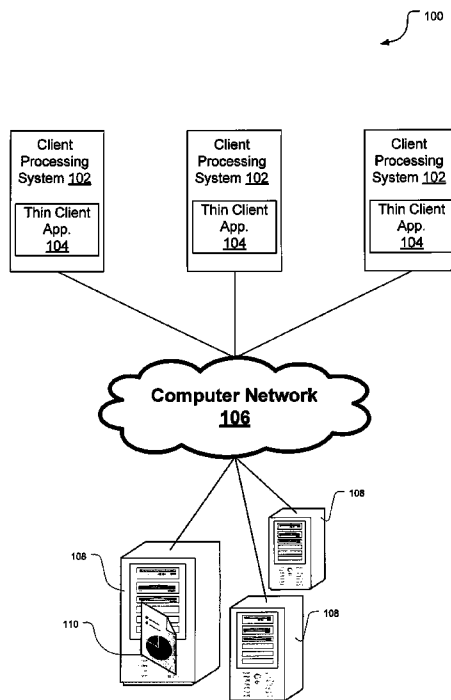 100
Client
Processing
System 102
Thin Client
App.
104
Client
Processing
System 102
Thin Client
App.
104
Client
Processing
System 102
Thin Client
App.
104
Computer Network
106
108
108
108
110